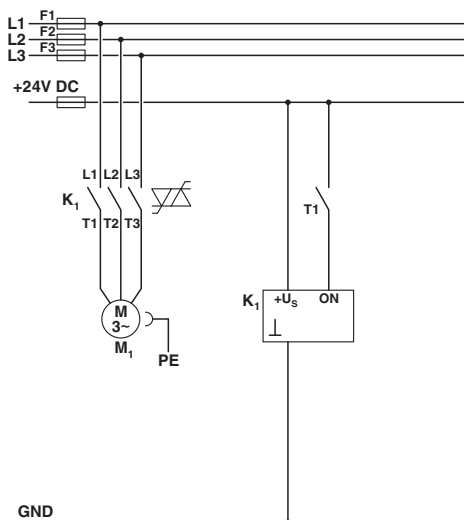 L1 F1
L2 F2
L3 F3
+24V DC
L1 L2 L3
K1
T1 T2 T3
T1
K1 +US ON
M
3~
M1
PE
GND